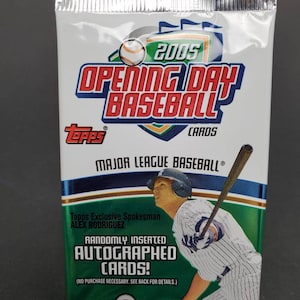 2005
OPENING DAY
BASEBALL
CARDS
Topps
MAJOR LEAGUE BASEBALL®
Topps Exclusive Spokesman
ALEX RODRIGUEZ
RANDOMLY INSERTED
AUTOGRAPHED
CARDS!
(NO PURCHASE NECESSARY. SEE BACK FOR DETAILS.)